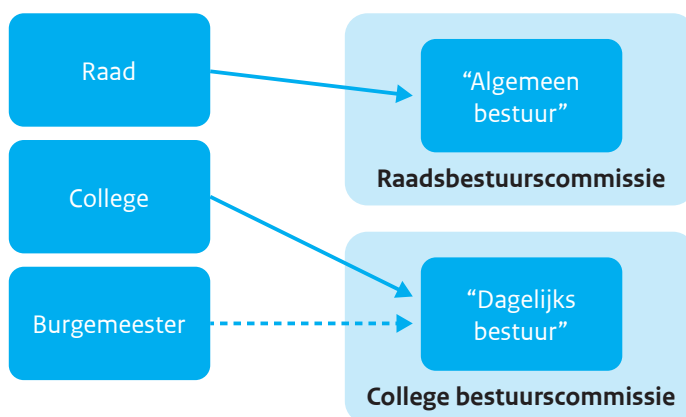 Raad
“Algemeen
bestuur”
Raadsbestuurscommissie
College
Burgemeester
“Dagelijks
bestuur”
College bestuurscommissie